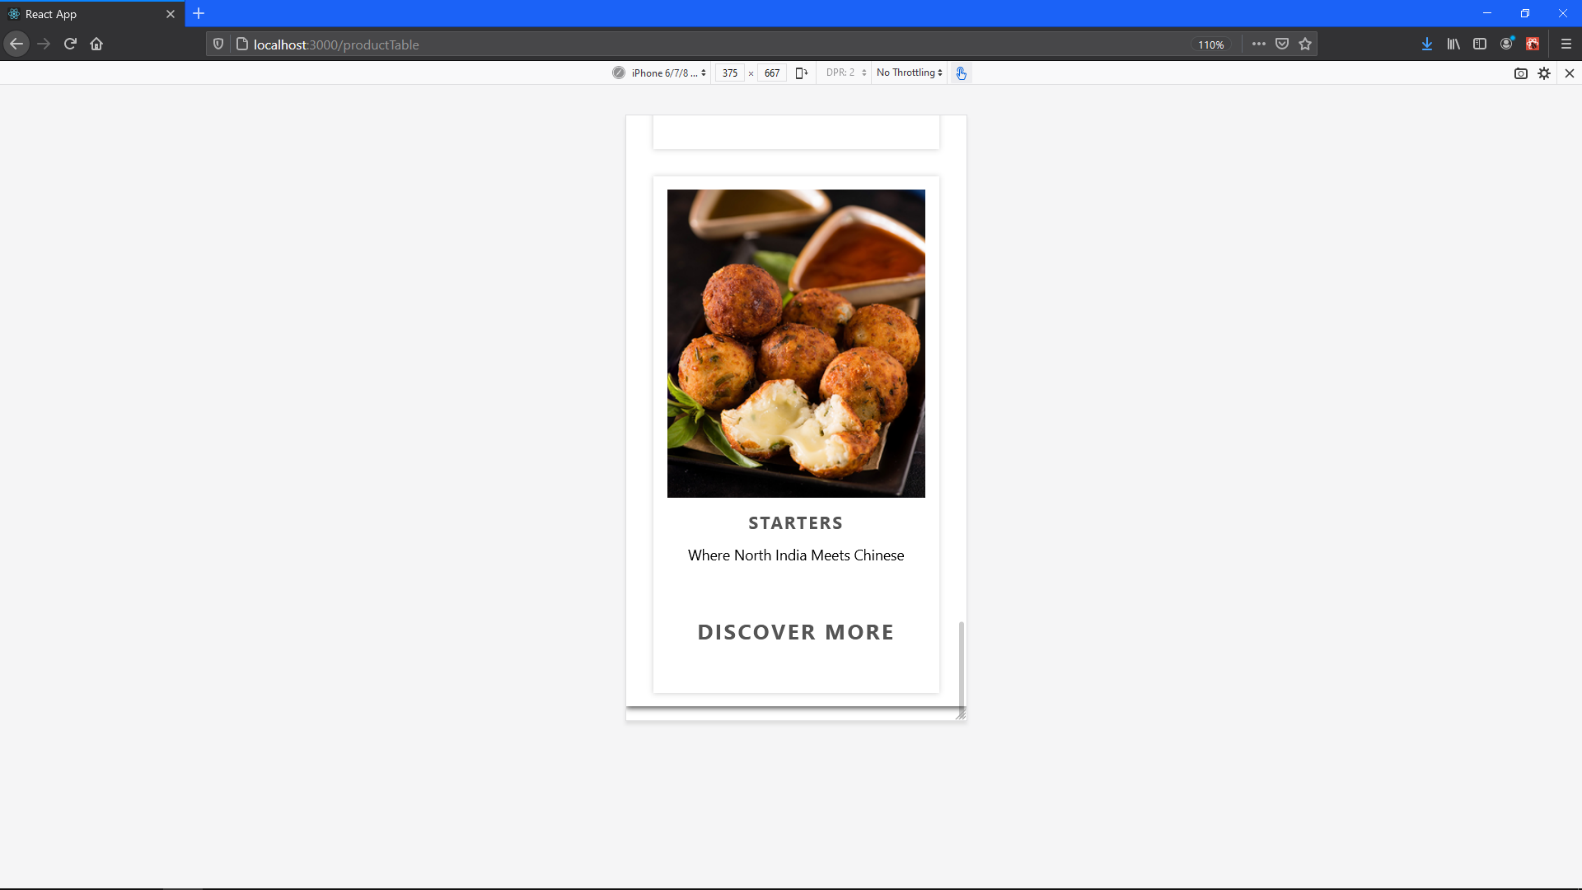 React App
localhost:3000/productTable
110%
iPhone 6/7/8 ...
375 × 667
DPR: 2
No Throttling
STARTERS
Where North India Meets Chinese
DISCOVER MORE